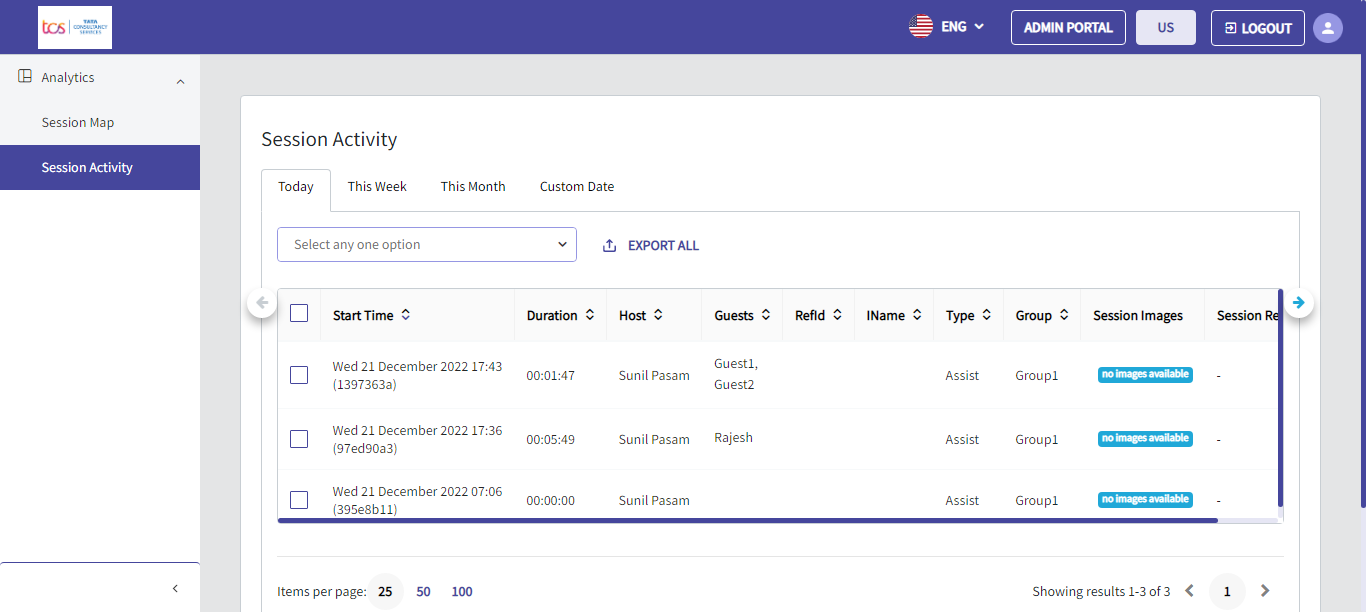 tcs TATA
CONSULTANCY
SERVICES
ENG
ADMIN PORTAL
US
LOGOUT
Analytics
Session Map
Session Activity
Session Activity
Today This Week This Month Custom Date
Select any one option
EXPORT ALL
Start Time Duration Host Guests RefId IName Type Group Session Images Session Re
Wed 21 December 2022 17:43
(1397363a)
00:01:47 Sunil Pasam
Guest1,
Guest2
Assist Group1 no images available -
Wed 21 December 2022 17:36
(97ed90a3)
00:05:49 Sunil Pasam Rajesh Assist Group1 no images available -
Wed 21 December 2022 07:06
(395e8b11)
00:00:00 Sunil Pasam Assist Group1 no images available -
Items per page: 25 50 100
Showing results 1-3 of 3 1